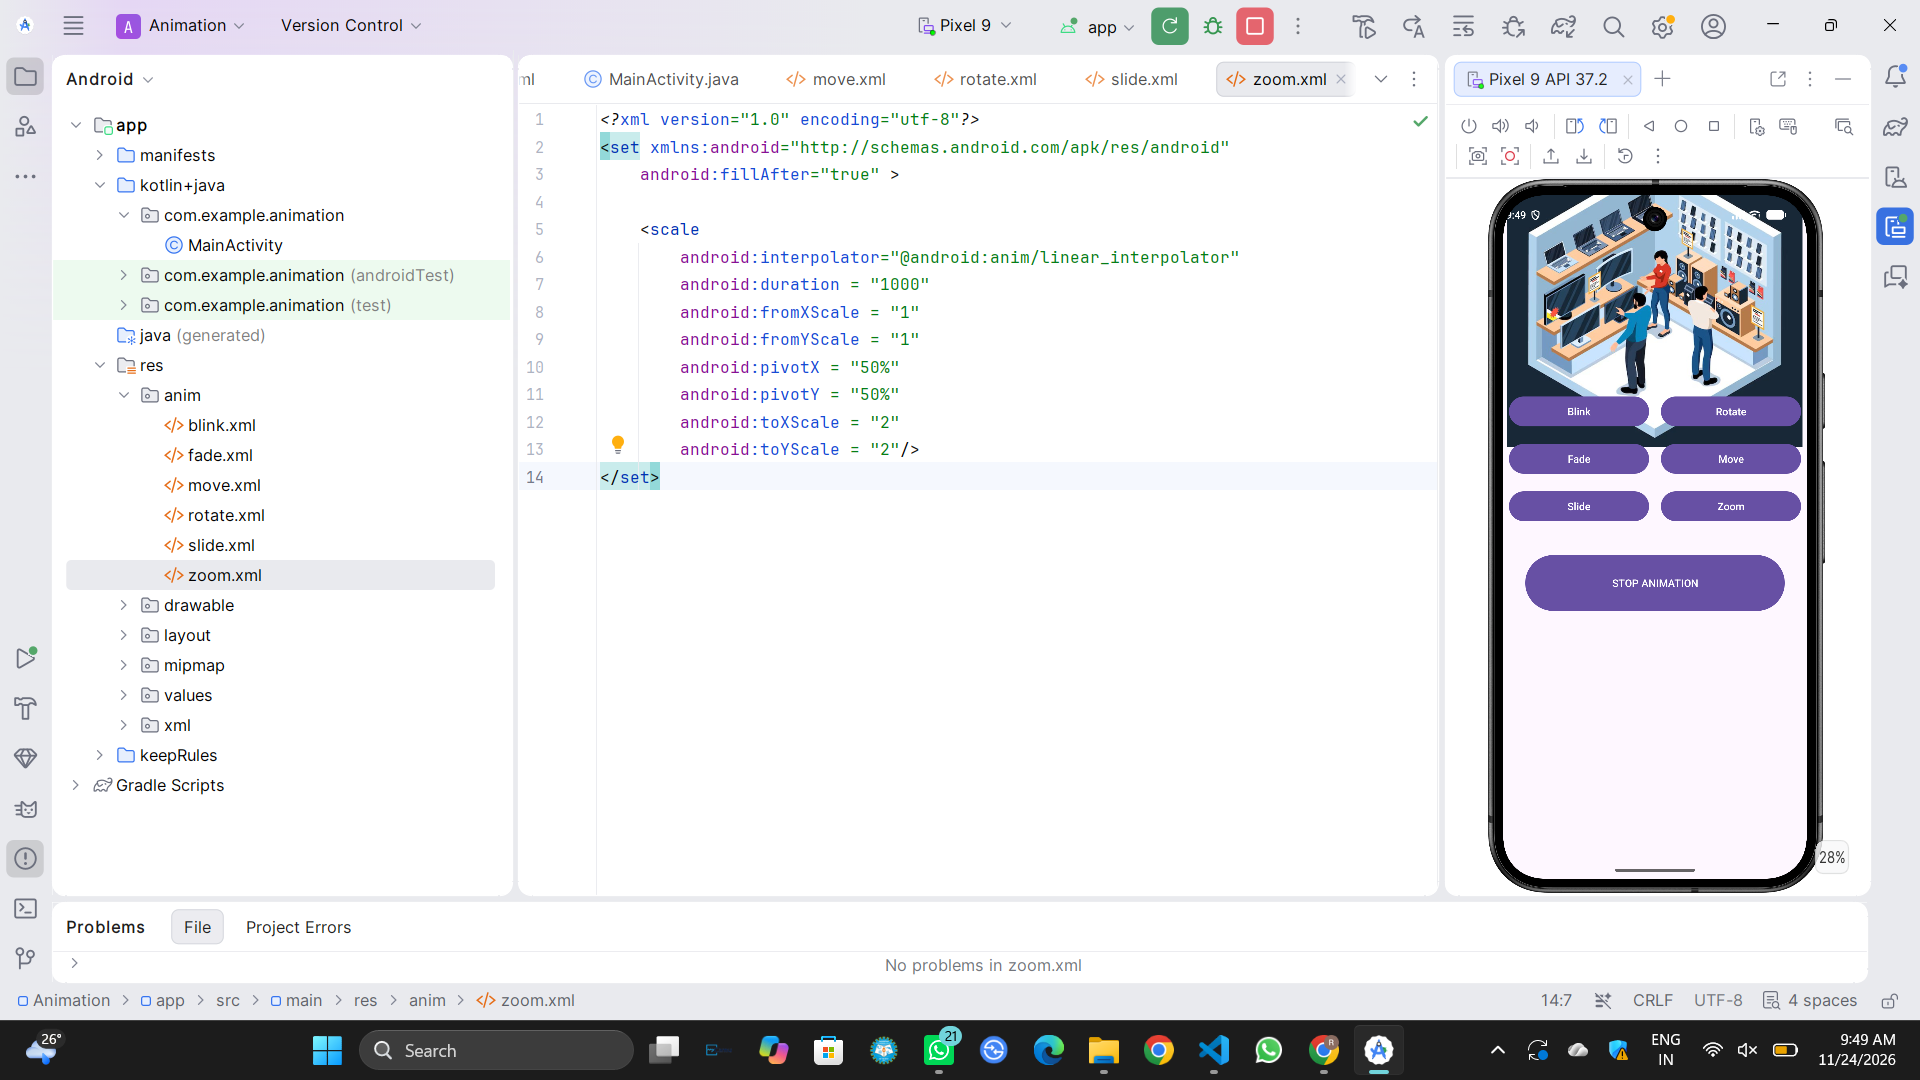 A Animation Version Control Pixel 9 app
Android
app
manifests
kotlin+java
com.example.animation
MainActivity
com.example.animation (androidTest)
com.example.animation (test)
java (generated)
res
anim
blink.xml
fade.xml
move.xml
rotate.xml
slide.xml
zoom.xml
drawable
layout
mipmap
values
xml
keepRules
Gradle Scripts
ml MainActivity.java move.xml rotate.xml slide.xml zoom.xml
1 <?xml version="1.0" encoding="utf-8"?>
2 <set xmlns:android="http://schemas.android.com/apk/res/android"
3 android:fillAfter="true" >
4
5 <scale
6 android:interpolator="@android:anim/linear_interpolator"
7 android:duration = "1000"
8 android:fromXScale = "1"
9 android:fromYScale = "1"
10 android:pivotX = "50%"
11 android:pivotY = "50%"
12 android:toXScale = "2"
13 android:toYScale = "2"/>
14 </set>
Pixel 9 API 37.2
9:49
Blink Rotate
Fade Move
Slide Zoom
STOP ANIMATION
28%
Problems File Project Errors
No problems in zoom.xml
Animation app src main res anim zoom.xml
14:7 CRLF UTF-8 4 spaces
26°
Search
21
ENG
IN
9:49 AM
11/24/2026